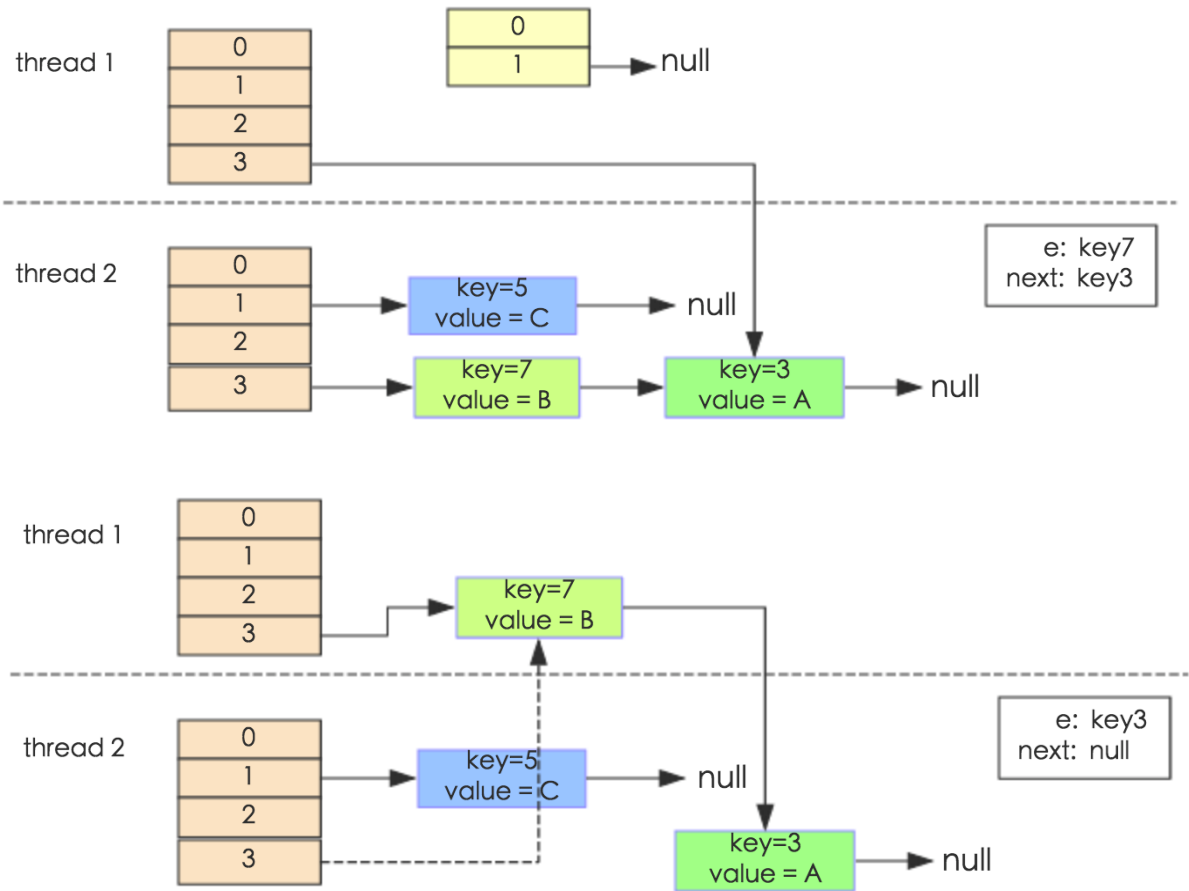 thread 1
0
1
2
3
0
1
null
thread 2
0
1
2
3
key=5
value = C
null
key=7
value = B
key=3
value = A
null
e: key7
next: key3
thread 1
0
1
2
3
key=7
value = B
thread 2
0
1
2
3
key=5
value = C
null
key=3
value = A
null
e: key3
next: null